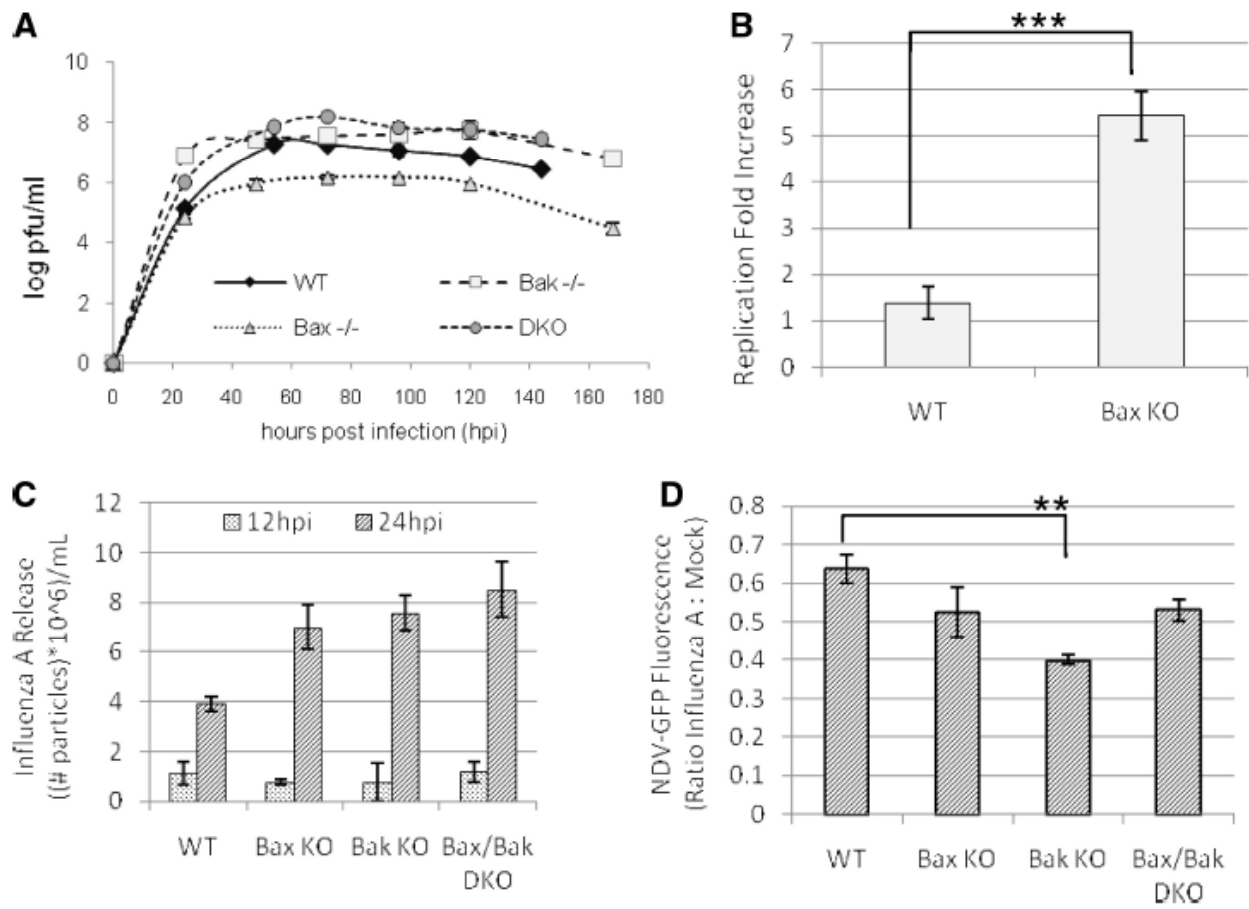 A
10
8
6
4
2
0
log pfu/ml
WT
Bak -/-
Bax -/-
DKO
0 20 40 60 80 100 120 140 160 180
hours post infection (hpi)
B
***
7
6
5
4
3
2
1
0
Replication Fold Increase
WT Bax KO
C
12
10
8
6
4
2
0
Influenza A Release
((# particles)*10^6)/mL
12hpi 24hpi
WT Bax KO Bak KO Bax/Bak
DKO
D
**
0.8
0.7
0.6
0.5
0.4
0.3
0.2
0.1
0
NDV-GFP Fluorescence
(Ratio Influenza A : Mock)
WT Bax KO Bak KO Bax/Bak
DKO